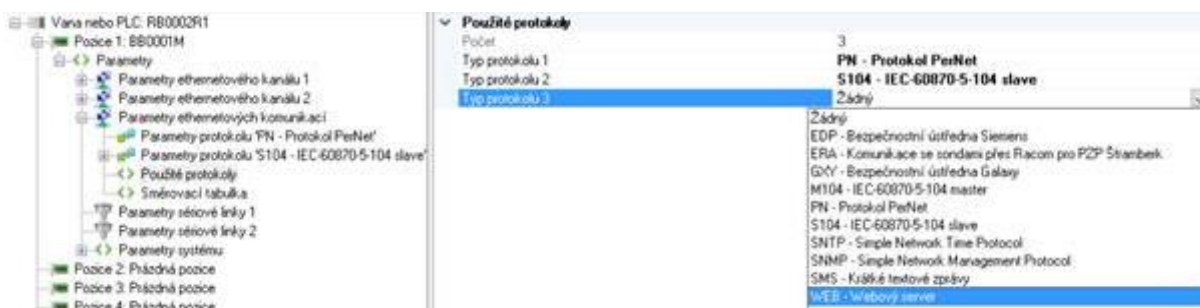 Vana nebo PLC: RB0002R1
Pozice 1: BB0001M
Parametry
Parametry ethernetového kanálu 1
Parametry ethernetového kanálu 2
Parametry ethernetových komunikací
Parametry protokolu 'PN - Protokol PerNet'
Parametry protokolu 'S104 - IEC-60870-5-104 slave'
Použité protokoly
Směrovací tabulka
Parametry sériové linky 1
Parametry sériové linky 2
Parametry systému
Pozice 2: Prázdná pozice
Pozice 3: Prázdná pozice
Pozice 4: Prázdná pozice
Použité protokoly
Počet 3
Typ protokolu 1 PN - Protokol PerNet
Typ protokolu 2 S104 - IEC-60870-5-104 slave
Typ protokolu 3 Žádný
Žádný
EDP - Bezpečnostní ústředna Siemens
ERA - Komunikace se sondami přes Racom pro PZP Štramberk
GXY - Bezpečnostní ústředna Galaxy
M104 - IEC-60870-5-104 master
PN - Protokol PerNet
S104 - IEC-60870-5-104 slave
SNTP - Simple Network Time Protocol
SNMP - Simple Network Management Protocol
SMS - Krátké textové zprávy
WEB - Webový server